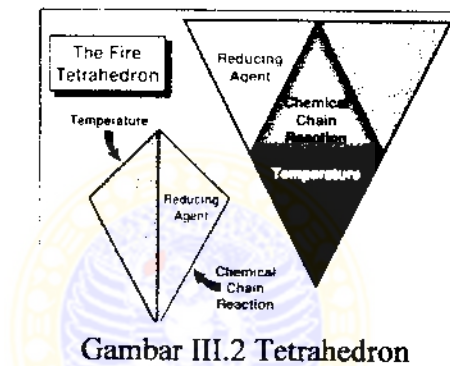 The Fire
Tetrahedron
Temperature
Reducing
Agent
Chemical
Chain
Reaction
Reducing
Agent
Chemical
Chain
Reaction
Temperature
Gambar III.2 Tetrahedron